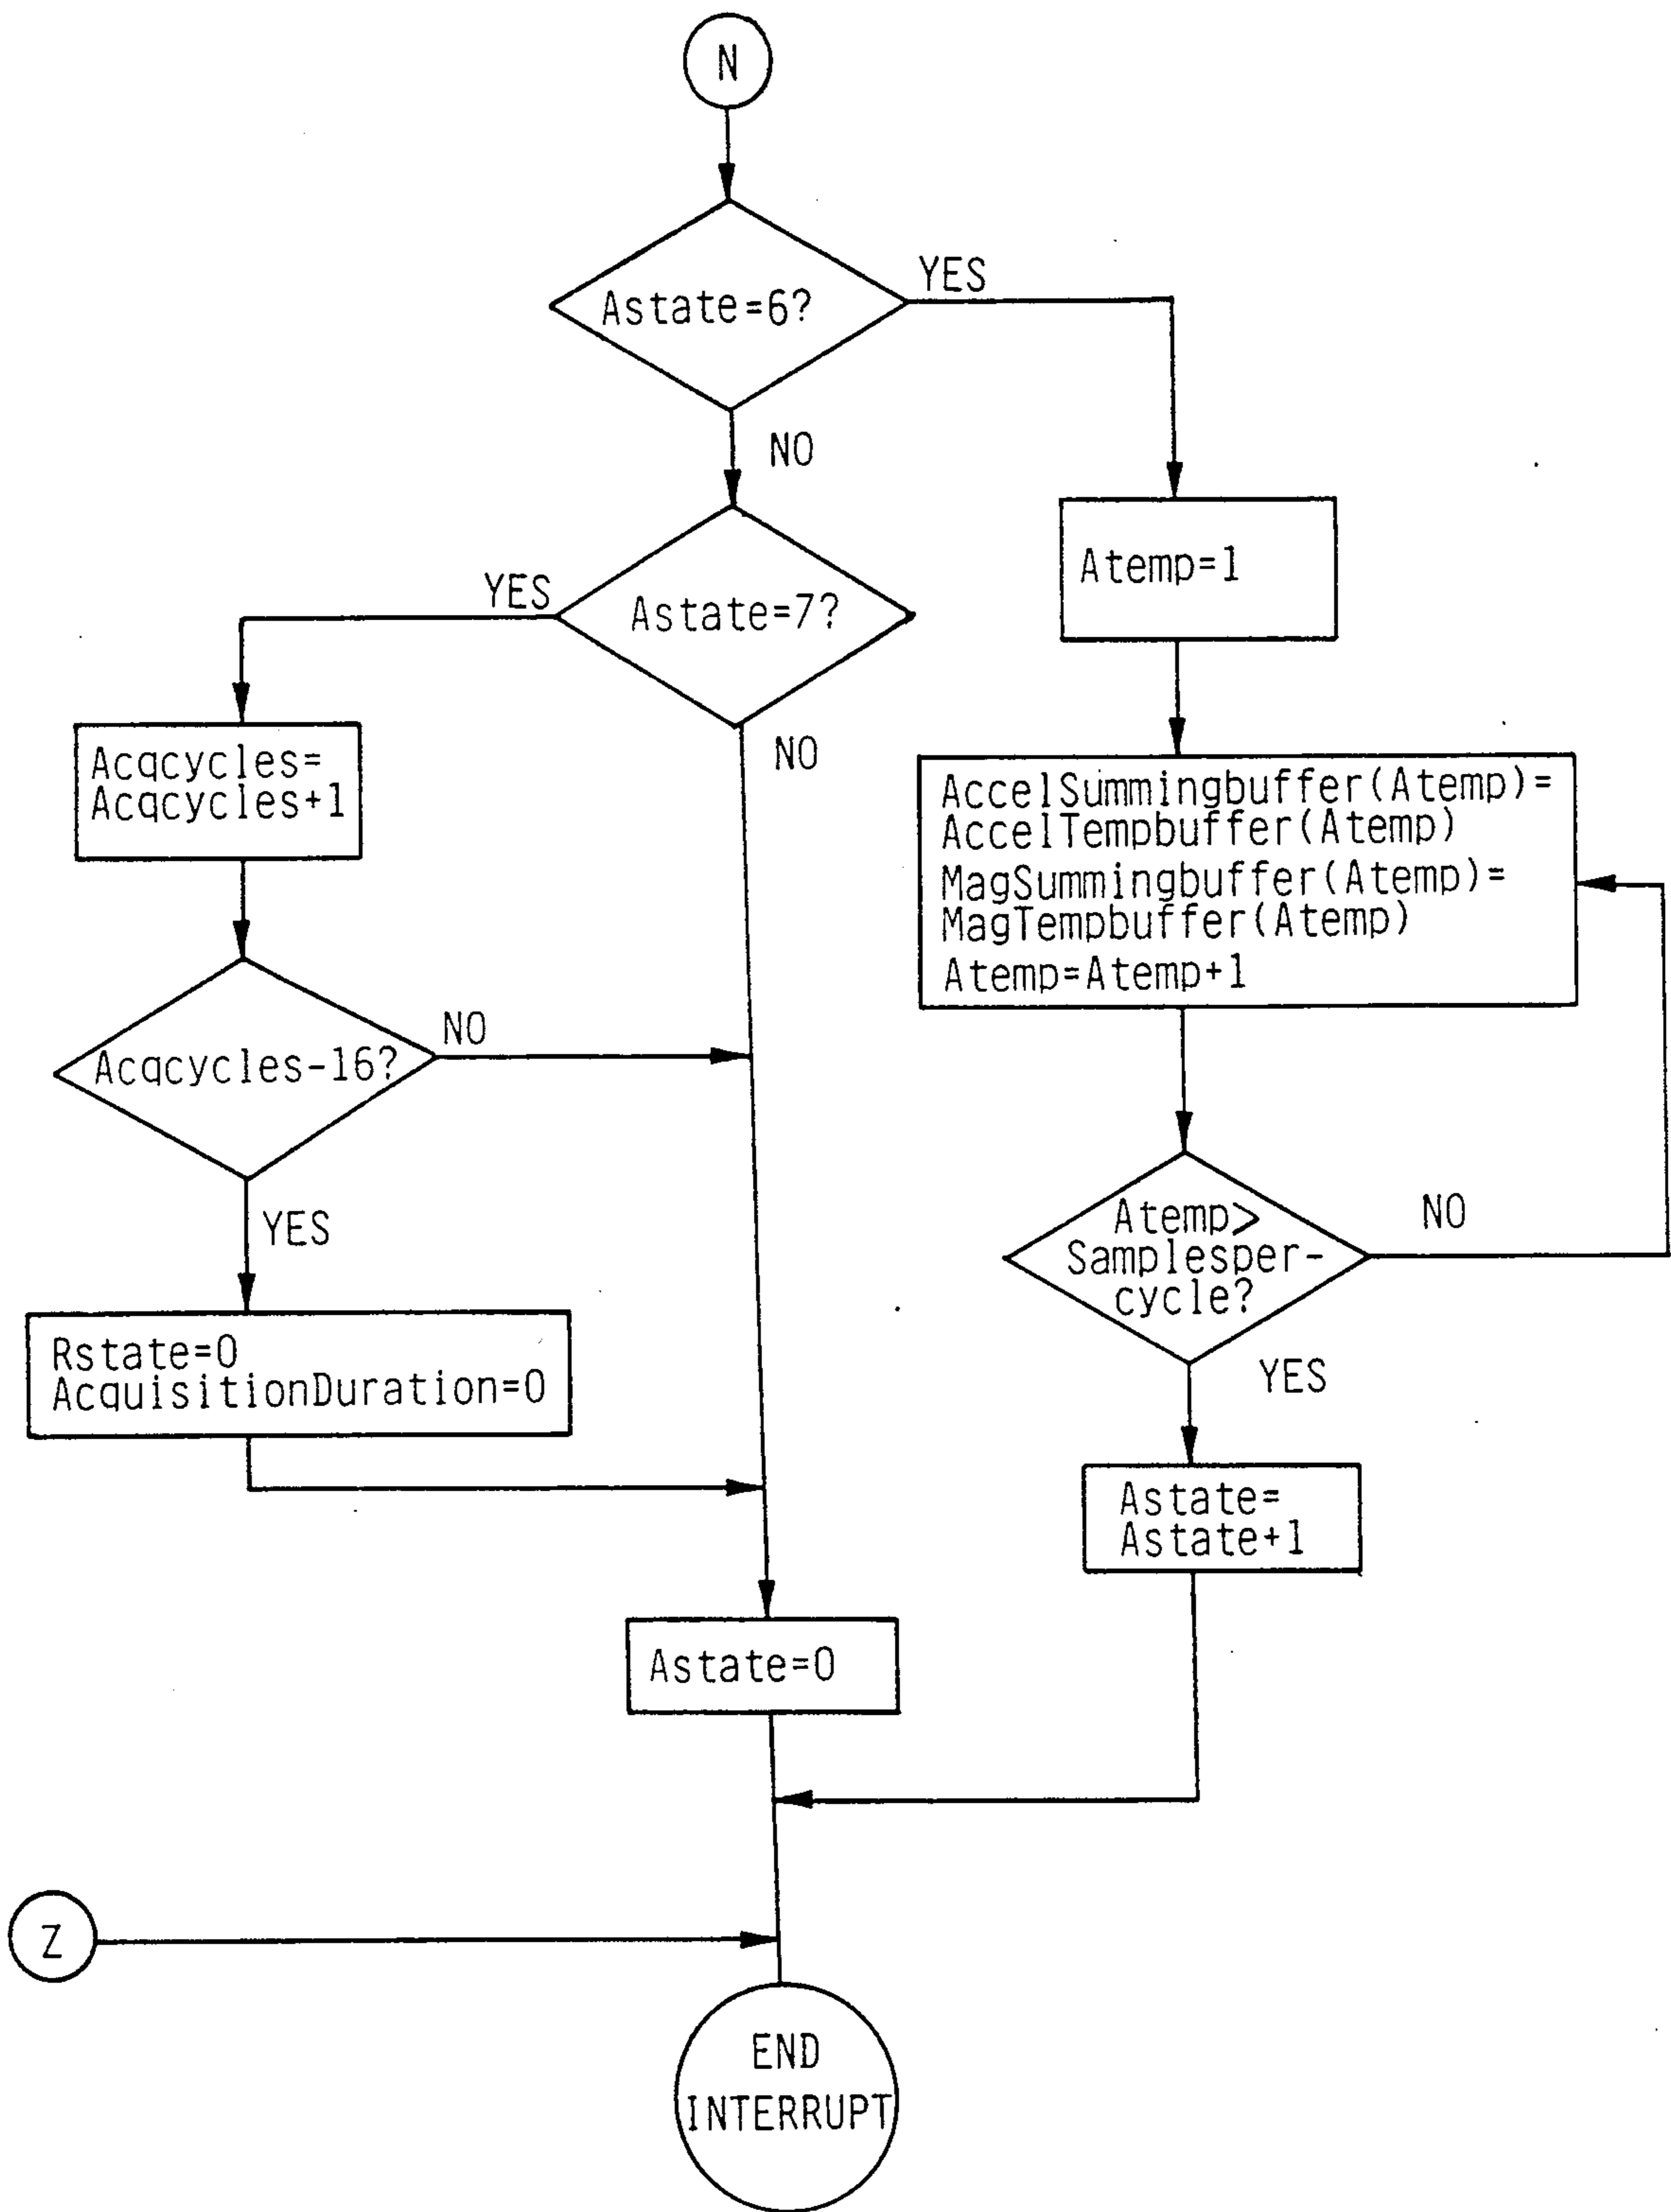 N
Astate=6?
YES
NO
Atemp=1
Astate=7?
YES
NO
Acqcycles=
Acqcycles+1
AccelSummingbuffer(Atemp)=
AccelTempbuffer(Atemp)
MagSummingbuffer(Atemp)=
MagTempbuffer(Atemp)
Atemp=Atemp+1
Acqcycles-16?
NO
YES
Atemp>
Samplesper-
cycle?
NO
YES
Rstate=0
AcquisitionDuration=0
Astate=
Astate+1
Astate=0
Z
END
INTERRUPT